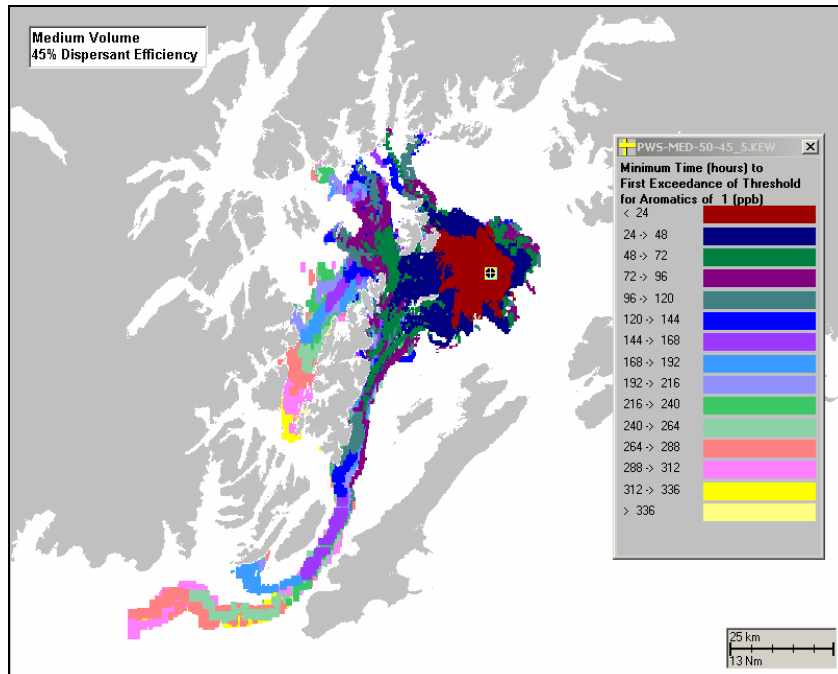 Medium Volume
45% Dispersant Efficiency
PWS-MED-50-45_5.KEW
Minimum Time (hours) to
First Exceedance of Threshold
for Aromatics of 1 (ppb)
< 24
24 -> 48
48 -> 72
72 -> 96
96 -> 120
120 -> 144
144 -> 168
168 -> 192
192 -> 216
216 -> 240
240 -> 264
264 -> 288
288 -> 312
312 -> 336
> 336
25 km
13 Nm